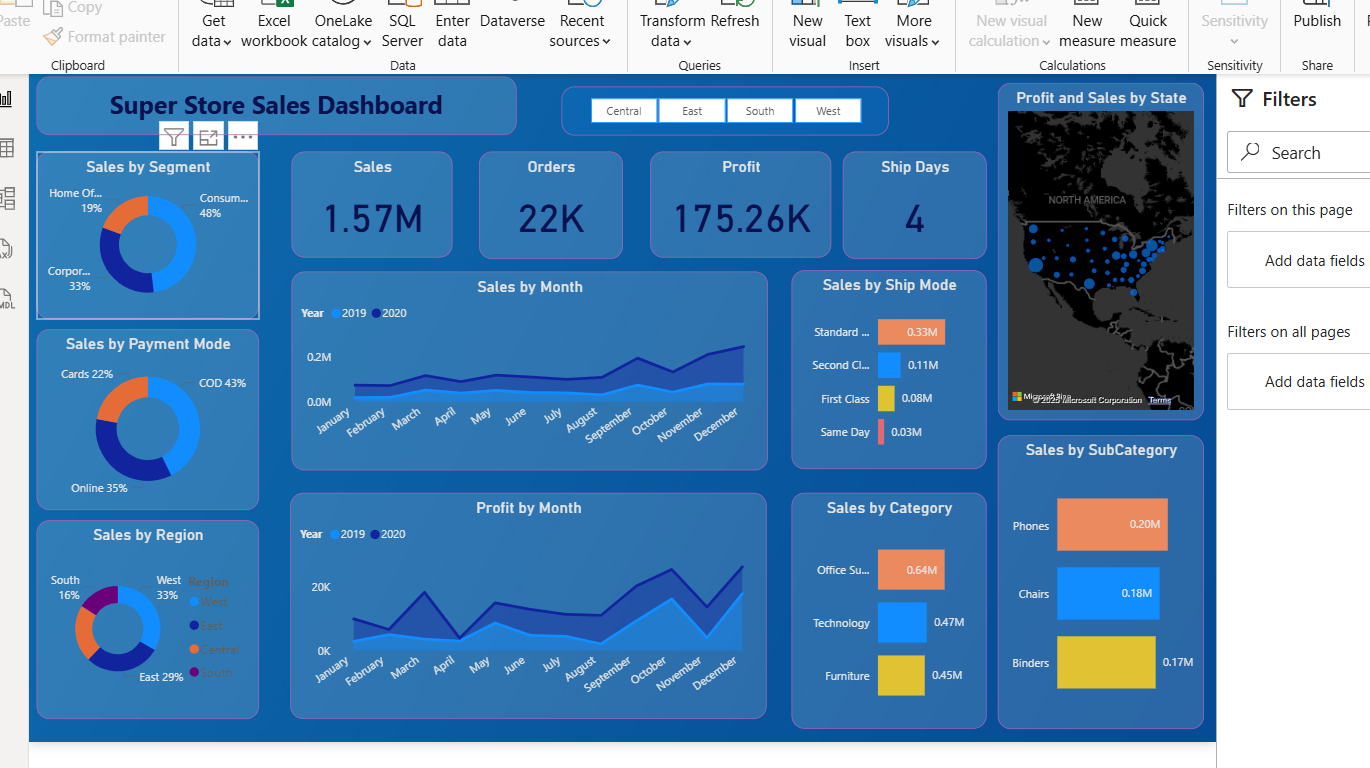 Paste
Copy
Format painter
Clipboard
Get
data
Excel
workbook
OneLake
catalog
SQL
Server
Enter
data
Dataverse
Recent
sources
Data
Transform
data
Refresh
Queries
New
visual
Text
box
More
visuals
Insert
New visual
calculation
New
measure
Quick
measure
Calculations
Sensitivity
Sensitivity
Publish
Share
Super Store Sales Dashboard
Central
East
South
West
Sales by Segment
Home Of...
19%
Consum...
48%
Corpor...
33%
Sales
1.57M
Orders
22K
Profit
175.26K
Ship Days
4
Profit and Sales by State
NORTH AMERICA
Microsoft Corporation
Terms
Sales by Payment Mode
Cards 22%
COD 43%
Online 35%
Sales by Month
Year
2019
2020
0.2M
0.0M
January
February
March
April
May
June
July
August
September
October
November
December
Sales by Ship Mode
Standard ...
0.33M
Second Cl...
0.11M
First Class
0.08M
Same Day
0.03M
Sales by Region
South
16%
West
33%
East 29%
Region
West
East
Central
South
Profit by Month
Year
2019
2020
20K
0K
January
February
March
April
May
June
July
August
September
October
November
December
Sales by Category
Office Su...
0.64M
Technology
0.47M
Furniture
0.45M
Sales by SubCategory
Phones
0.20M
Chairs
0.18M
Binders
0.17M
Filters
Search
Filters on this page
Add data fields
Filters on all pages
Add data fields